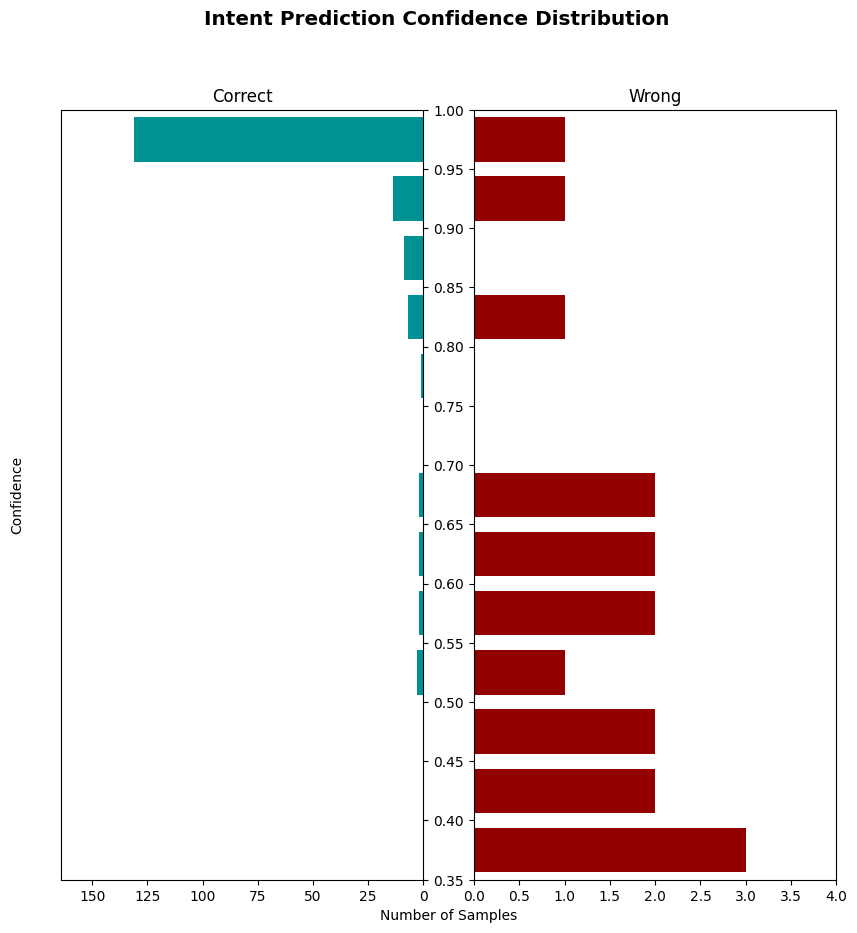 Intent Prediction Confidence Distribution
Correct
Wrong
1.00
0.95
0.90
0.85
0.80
0.75
0.70
0.65
0.60
0.55
0.50
0.45
0.40
0.35
Confidence
150 125 100 75 50 25 0
0.0 0.5 1.0 1.5 2.0 2.5 3.0 3.5 4.0
Number of Samples